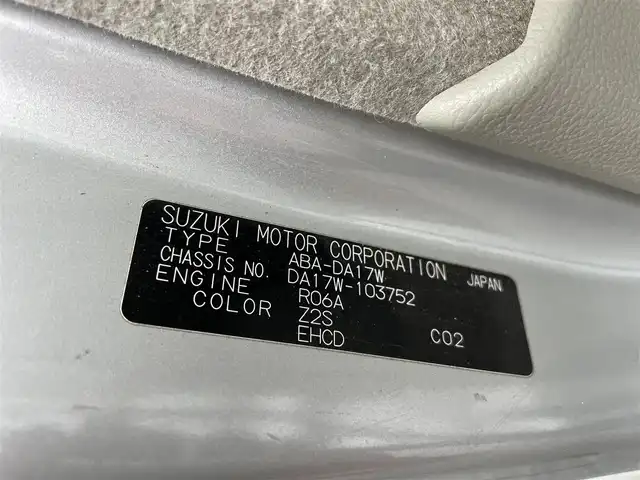 SUZUKI MOTOR CORPORATION JAPAN
TYPE ABA-DA17W
CHASSIS NO. DA17W-103752
ENGINE R06A
COLOR Z2S
EHCD C02